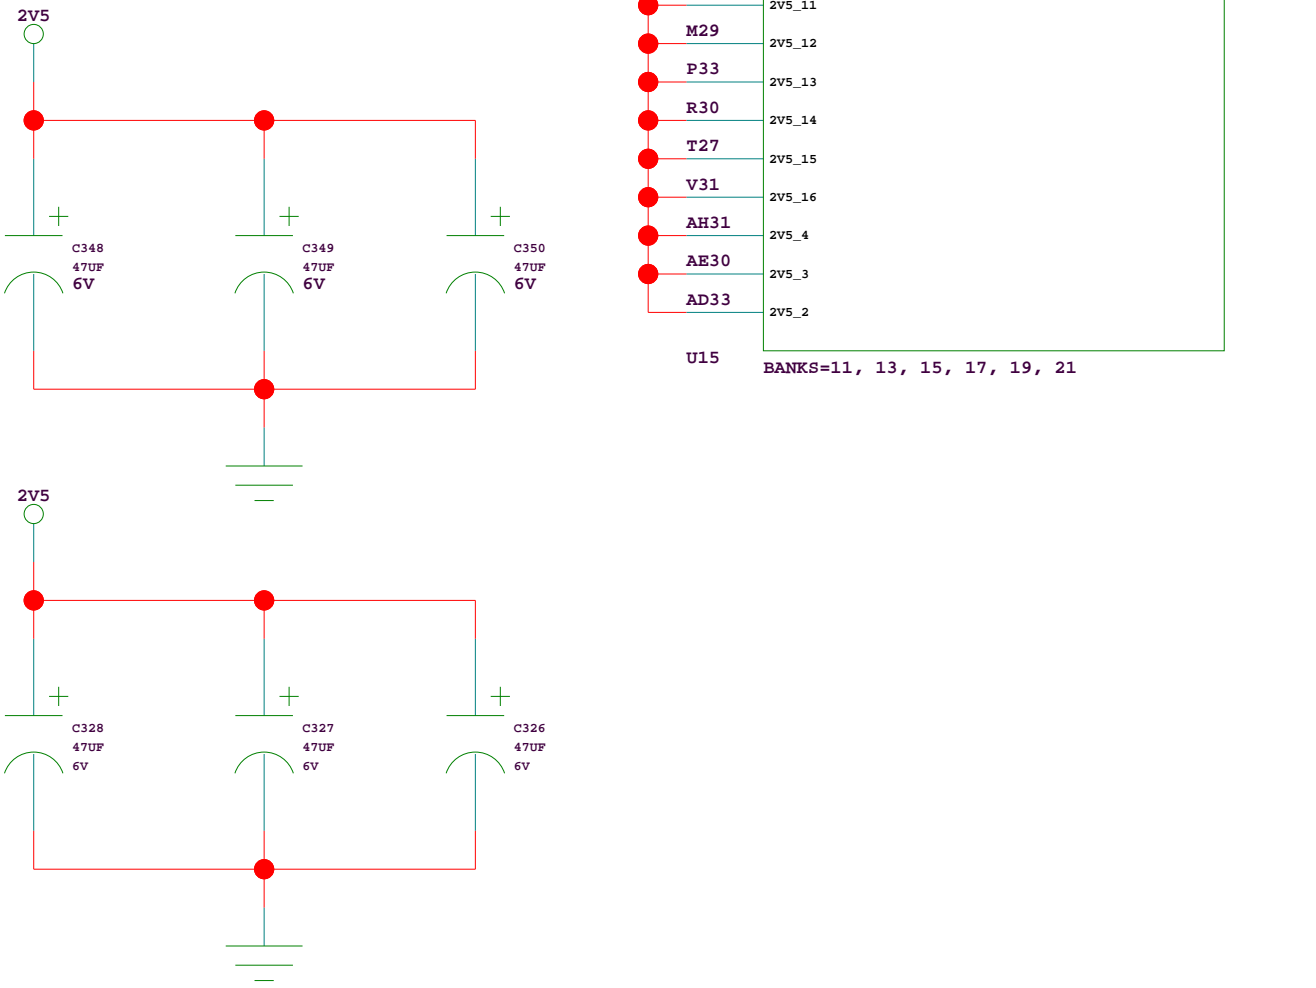 2V5
C348
47UF
6V
C349
47UF
6V
C350
47UF
6V
2V5
C328
47UF
6V
C327
47UF
6V
C326
47UF
6V
2V5_11
M29 2V5_12
P33 2V5_13
R30 2V5_14
T27 2V5_15
V31 2V5_16
AH31 2V5_4
AE30 2V5_3
AD33 2V5_2
U15
BANKS=11, 13, 15, 17, 19, 21